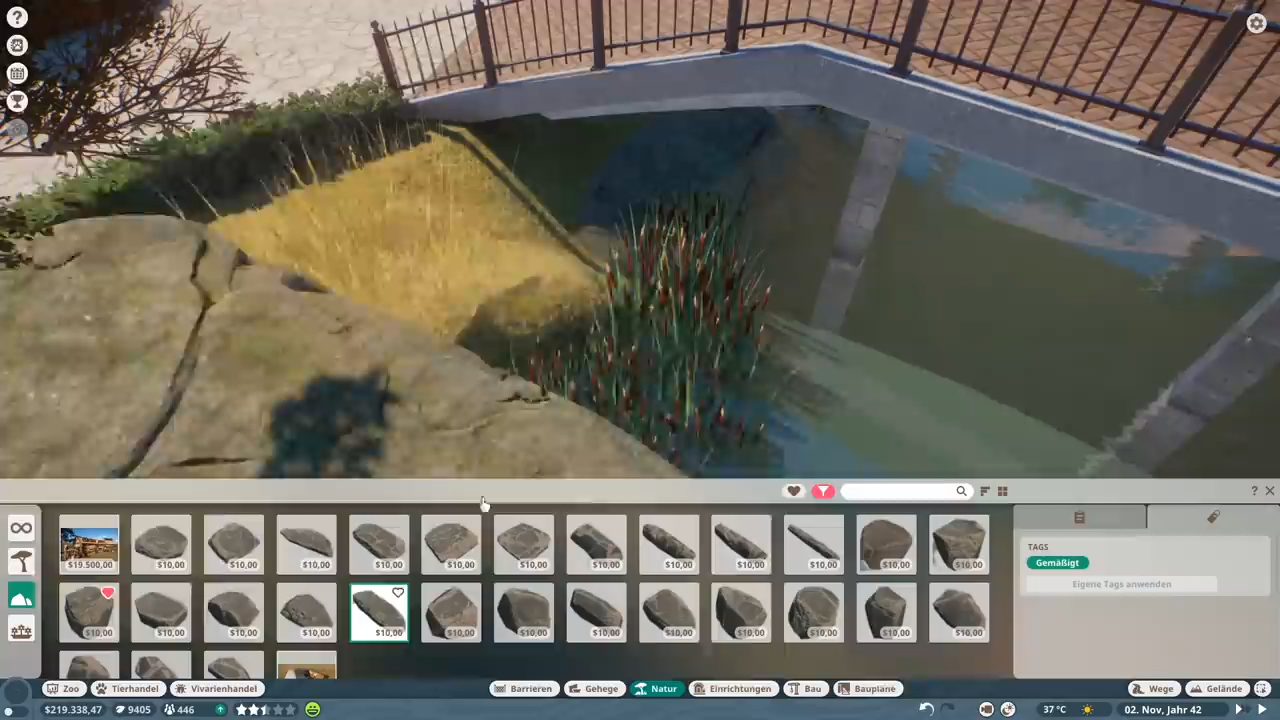 ?
? ×
$19.500,00 $10,00 $10,00 $10,00 $10,00 $10,00 $10,00 $10,00 $10,00 $10,00 $10,00 $10,00 $10,00
$10,00 $10,00 $10,00 $10,00 $10,00 $10,00 $10,00 $10,00 $10,00 $10,00 $10,00 $10,00 $10,00
TAGS
Gemäßigt
Eigene Tags anwenden
Zoo Tierhandel Vivarienhandel Barrieren Gehege Natur Einrichtungen Bau Baupläne Wege Gelände
$219.338,47 9405 446 37 °C 02. Nov, Jahr 42